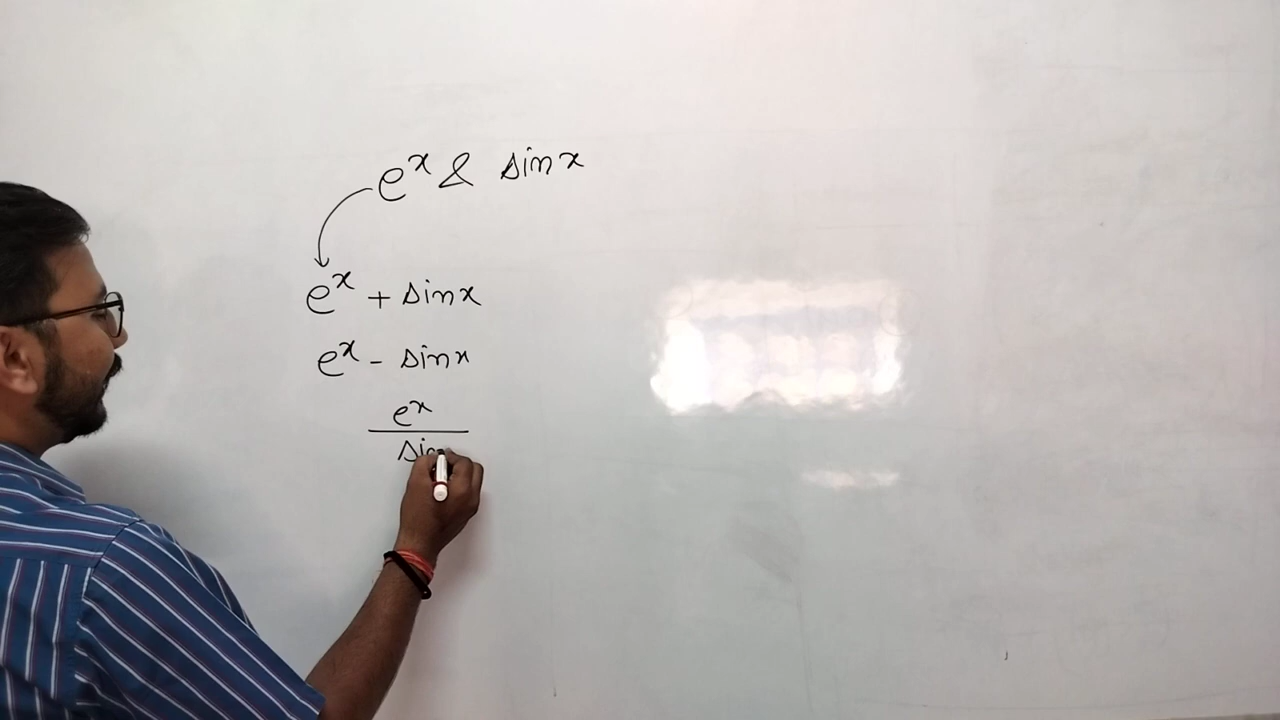 e^x & sinx
e^x + sinx
e^x - sinx
e^x
sin